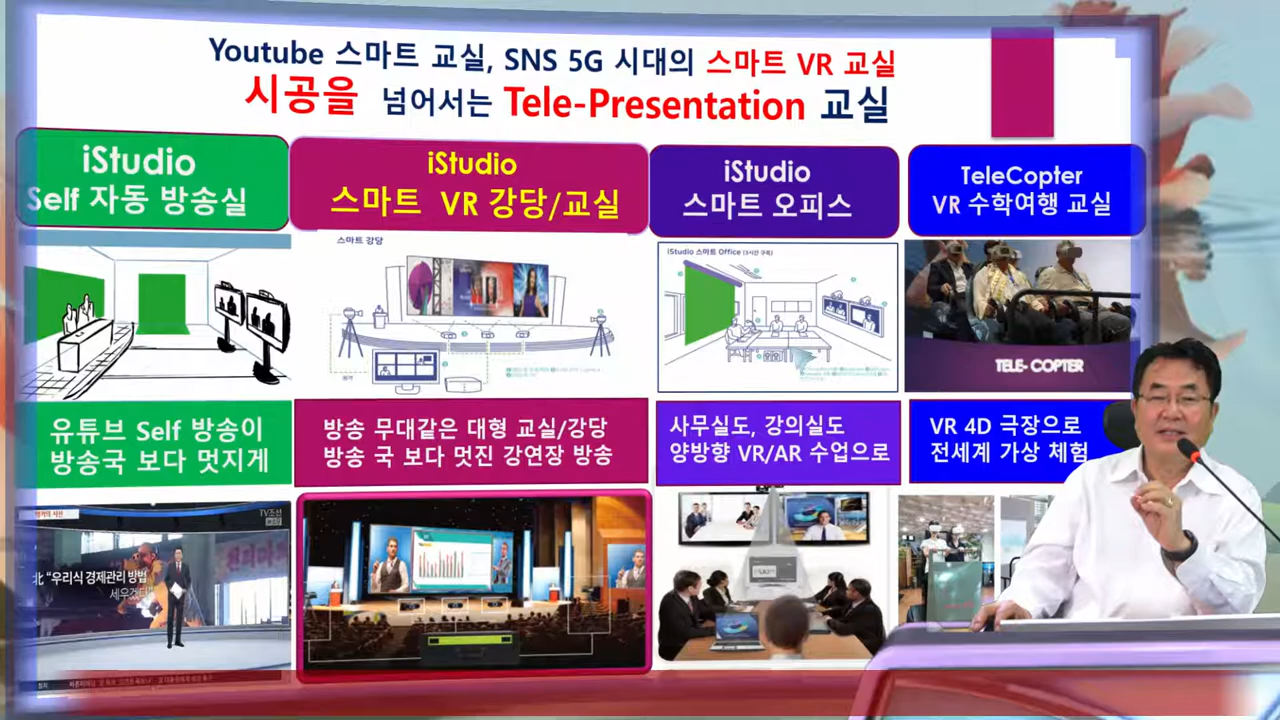 Youtube 스마트 교실, SNS 5G 시대의 스마트 VR 교실
시공을 넘어서는 Tele-Presentation 교실
iStudio
Self 자동 방송실
iStudio
스마트 VR 강당/교실
iStudio
스마트 오피스
TeleCopter
VR 수학여행 교실
스마트 강당
iStudio 스마트 Office (3시간 구축)
TELE- COPTER
유튜브 Self 방송이
방송국 보다 멋지게
방송 무대같은 대형 교실/강당
방송 국 보다 멋진 강연장 방송
사무실도, 강의실도
양방향 VR/AR 수업으로
VR 4D 극장으로
전세계 가상 체험
TV조선
北 “우리식 경제관리 방법
세우겠다”